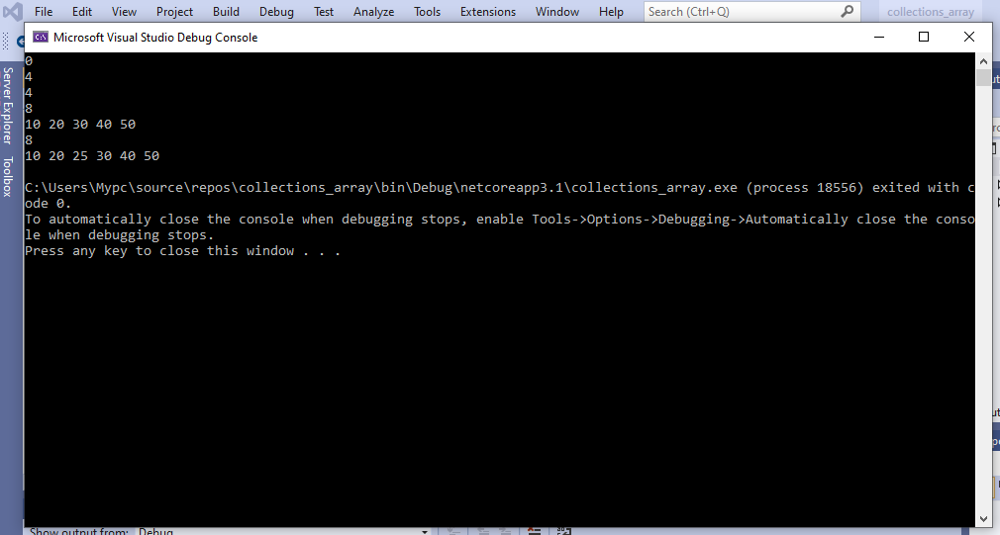 File Edit View Project Build Debug Test Analyze Tools Extensions Window Help Search (Ctrl+Q) collections_array
Microsoft Visual Studio Debug Console
Server Explorer
Toolbox
0
4
4
8
10 20 30 40 50
8
10 20 25 30 40 50
C:\Users\Mypc\source\repos\collections_array\bin\Debug\netcoreapp3.1\collections_array.exe (process 18556) exited with c
ode 0.
To automatically close the console when debugging stops, enable Tools->Options->Debugging->Automatically close the conso
le when debugging stops.
Press any key to close this window . . .
Show output from: Debug